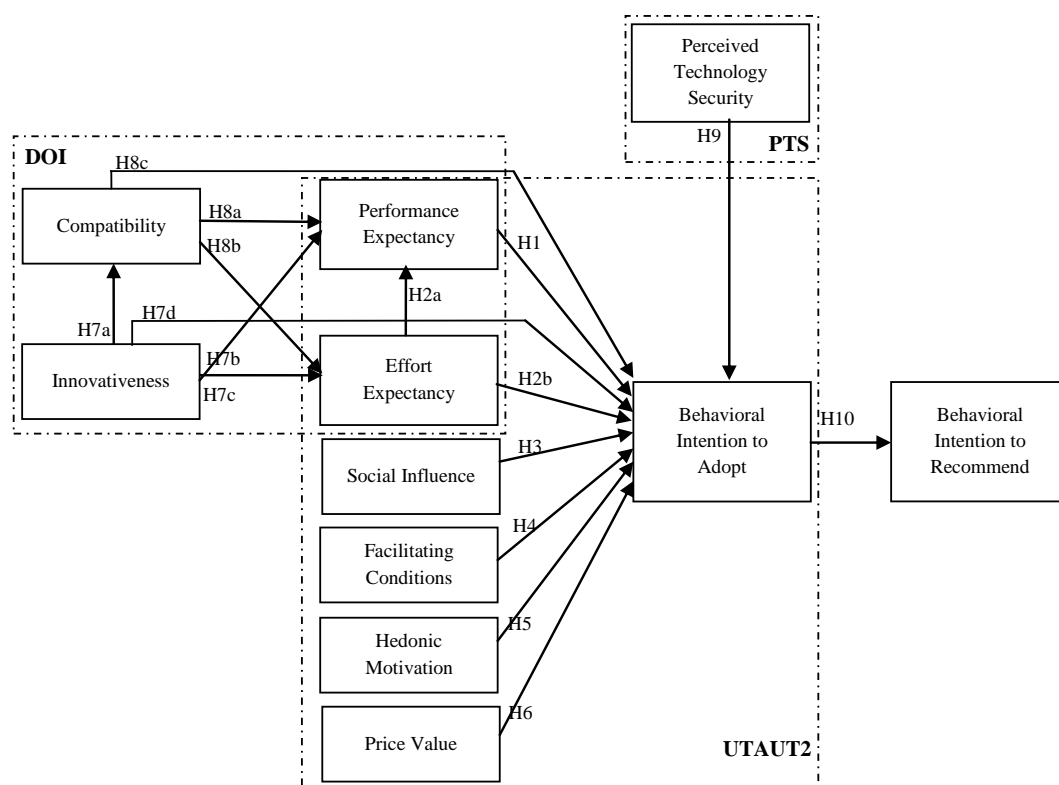 Perceived
Technology
Security
H9
PTS
DOI
H8c
Compatibility
H8a
H8b
Performance
Expectancy
H1
H2a
H7a
H7d
Innovativeness
H7b
H7c
Effort
Expectancy
H2b
Behavioral
Intention to
Adopt
H10
Behavioral
Intention to
Recommend
Social Influence
H3
Facilitating
Conditions
H4
Hedonic
Motivation
H5
Price Value
H6
UTAUT2